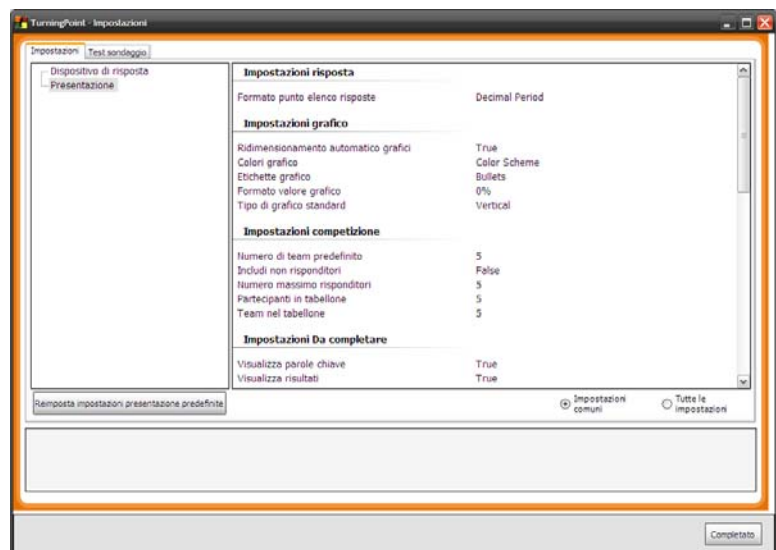 TurningPoint - Impostazioni
Impostazioni
Test sondaggio
Dispositivo di risposta
Presentazione
Impostazioni risposta
Formato punto elenco risposte Decimal Period
Impostazioni grafico
Ridimensionamento automatico grafici True
Colori grafico Color Scheme
Etichette grafico Bullets
Formato valore grafico 0%
Tipo di grafico standard Vertical
Impostazioni competizione
Numero di team predefinito 5
Includi non risponditori False
Numero massimo risponditori 5
Partecipanti in tabellone 5
Team nel tabellone 5
Impostazioni Da completare
Visualizza parole chiave True
Visualizza risultati True
Reimposta impostazioni presentazione predefinite
Impostazioni
comuni
Tutte le
impostazioni
Completato